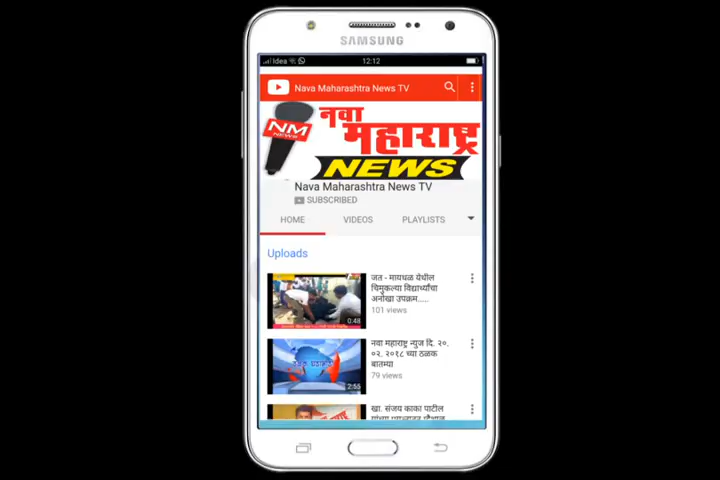 SAMSUNG
Idea
12:12
Nava Maharashtra News TV
NM
NEWS
नवा
महाराष्ट्र
NEWS
Nava Maharashtra News TV
SUBSCRIBED
HOME VIDEOS PLAYLISTS
Uploads
जत - मायथळ येथील
चिमुकल्या विद्यार्थ्यांचा
अनोखा उपक्रम.....
101 views
0:48
नवा महाराष्ट्र न्युज दि. २०.
०२. २०१८ च्या ठळक
बातम्या
79 views
2:55
खा. संजय काका पाटील